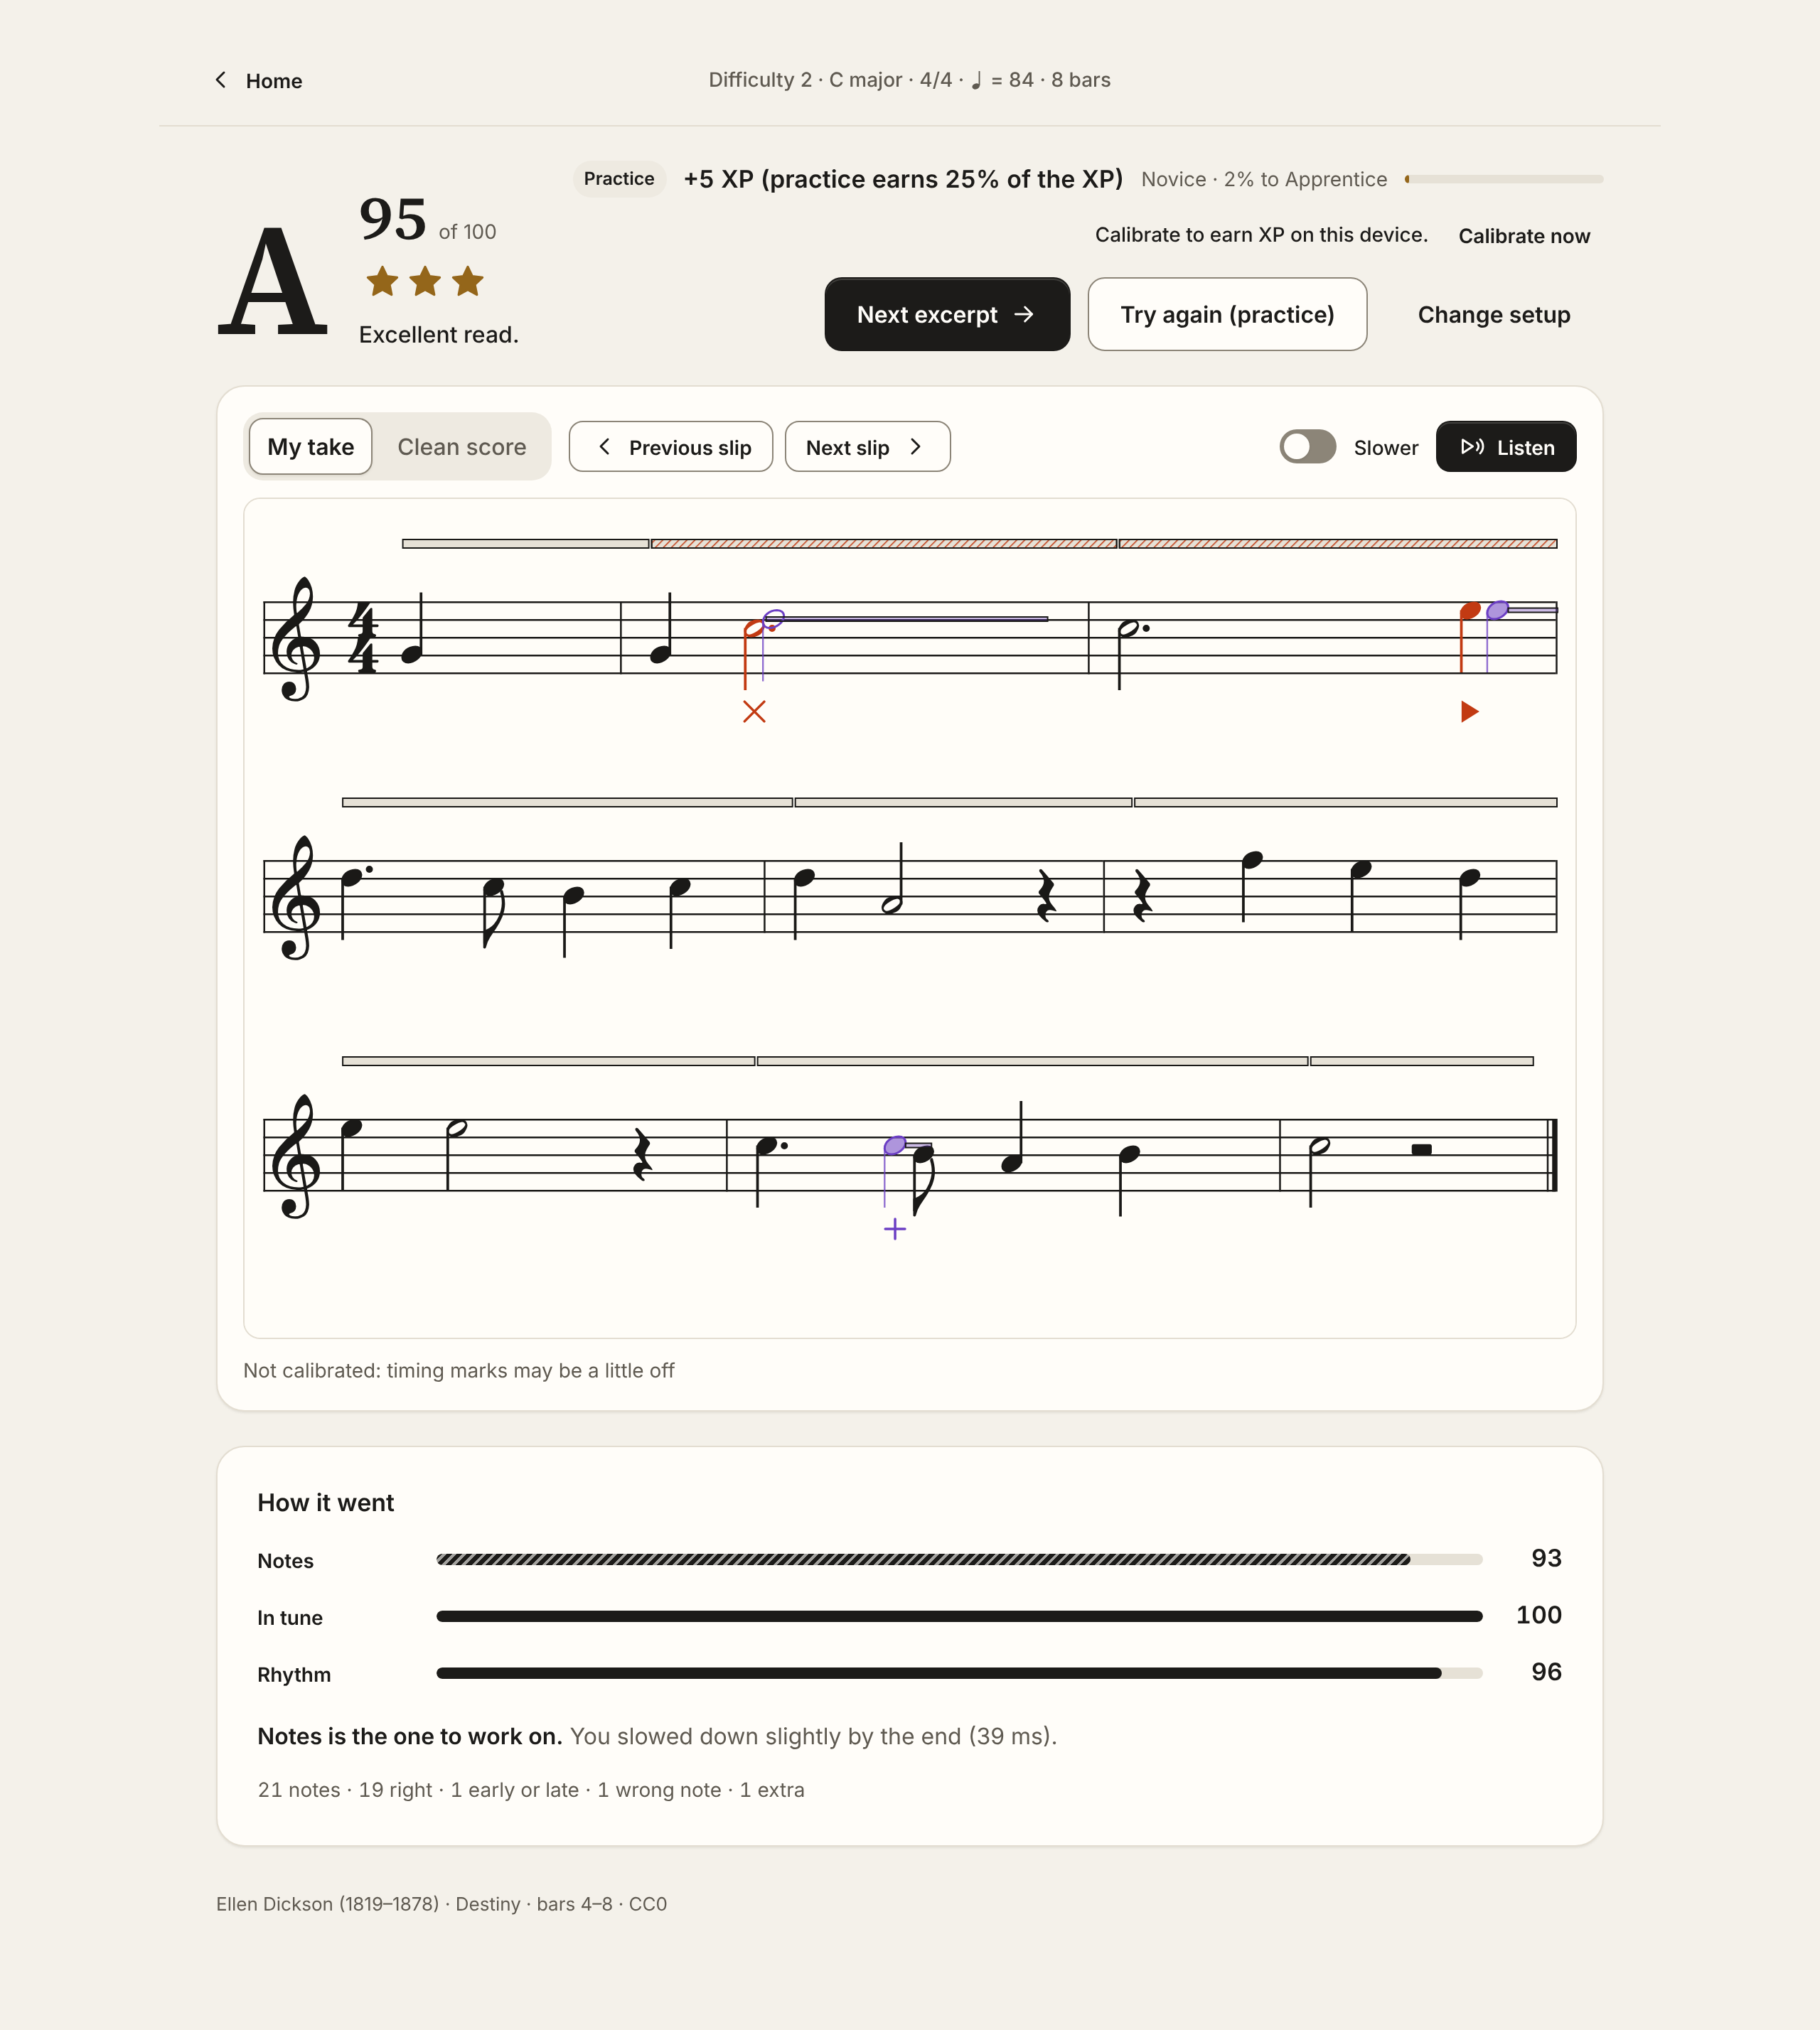 Home
Difficulty 2 · C major · 4/4 · ♩ = 84 · 8 bars
Practice +5 XP (practice earns 25% of the XP) Novice · 2% to Apprentice
A
95 of 100
Calibrate to earn XP on this device. Calibrate now
Excellent read.
Next excerpt → Try again (practice) Change setup
My take Clean score Previous slip Next slip Slower Listen
4
4
Not calibrated: timing marks may be a little off
How it went
Notes 93
In tune 100
Rhythm 96
Notes is the one to work on. You slowed down slightly by the end (39 ms).
21 notes · 19 right · 1 early or late · 1 wrong note · 1 extra
Ellen Dickson (1819–1878) · Destiny · bars 4–8 · CC0